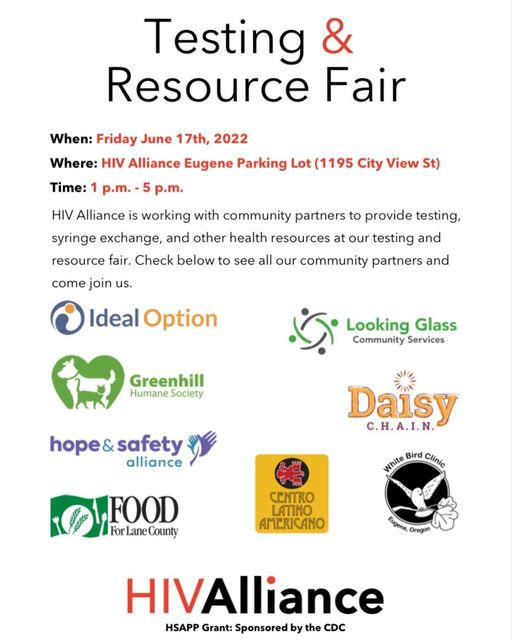 Testing &
Resource Fair
When: Friday June 17th, 2022
Where: HIV Alliance Eugene Parking Lot (1195 City View St)
Time: 1 p.m. - 5 p.m.
HIV Alliance is working with community partners to provide testing,
syringe exchange, and other health resources at our testing and
resource fair. Check below to see all our community partners and
come join us.
Ideal Option
Looking Glass
Community Services
Greenhill
Humane Society
Daisy
C.H.A.I.N.
hope & safety
alliance
CENTRO
LATINO
AMERICANO
White Bird Clinic
Eugene, Oregon
FOOD
For Lane County
HIVAlliance
HSAPP Grant: Sponsored by the CDC